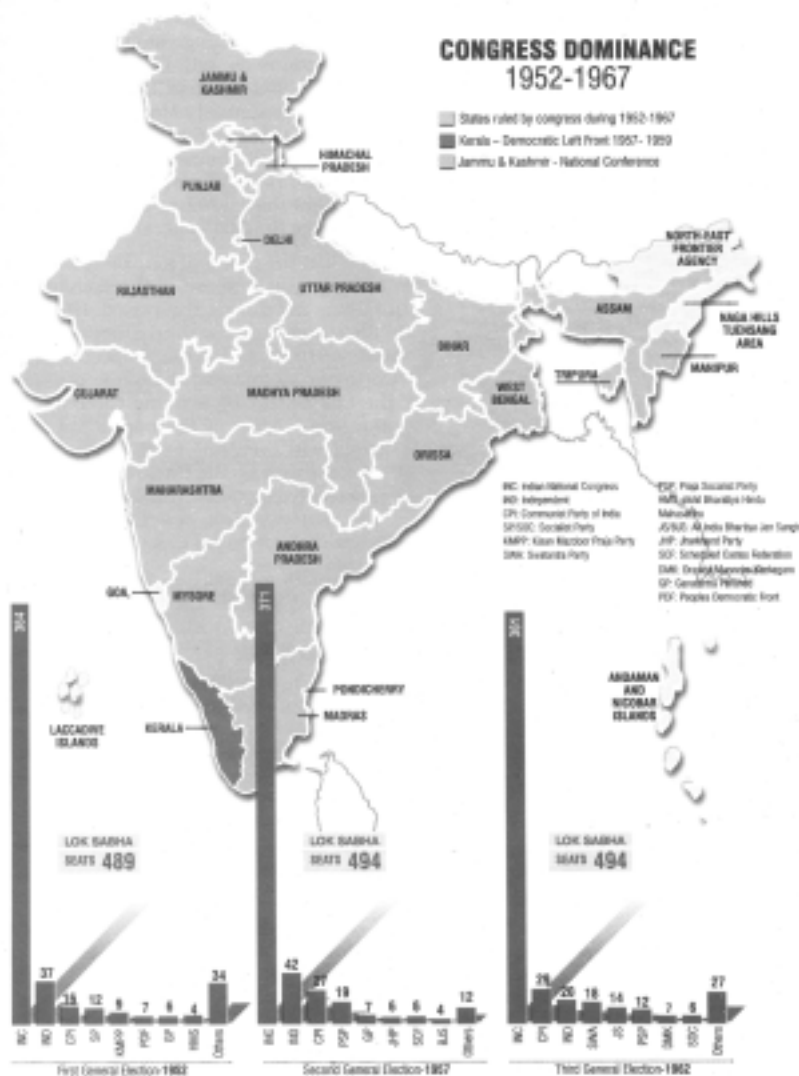 CONGRESS DOMINANCE
1952-1967
States ruled by congress during 1952-1967
Kerala – Democratic Left Front 1957- 1959
Jammu & Kashmir - National Conference
JAMMU &
KASHMIR
HIMACHAL
PRADESH
PUNJAB
DELHI
RAJASTHAN
UTTAR PRADESH
NORTH-EAST
FRONTIER
AGENCY
ASSAM
NAGA HILLS
TUENSANG
AREA
MANIPUR
TRIPURA
BIHAR
WEST
BENGAL
GUJARAT
MADHYA PRADESH
ORISSA
MAHARASHTRA
ANDHRA
PRADESH
GOA
MYSORE
KERALA
PONDICHERRY
MADRAS
LACCADIVE
ISLANDS
ANDAMAN
AND
NICOBAR
ISLANDS
INC: Indian National Congress
IND: Independent
CPI: Communist Party of India
SP/SOC: Socialist Party
KMPP: Kisan Mazdoor Praja Party
SWA: Swatantra Party
PSP: Praja Socialist Party
Bharatiya Hindu
JHP: Jharkhand Party
SCF: Scheduled Castes Federation
GP:
PDF: Peoples Democratic Front
LOK SABHA
SEATS 489
364
37
12
9
7
6
4
34
INC
IND
CPI
SP
KMPP
PDF
GP
HMS
Others
First General Election-1952
LOK SABHA
SEATS 494
371
42
27
19
7
6
6
4
12
INC
IND
CPI
PSP
GP
JHP
SCF
BJS
Others
Second General Election-1957
LOK SABHA
SEATS 494
361
29
20
18
14
12
7
6
27
INC
CPI
IND
SWA
JS
PSP
DMK
SOC
Others
Third General Election-1962